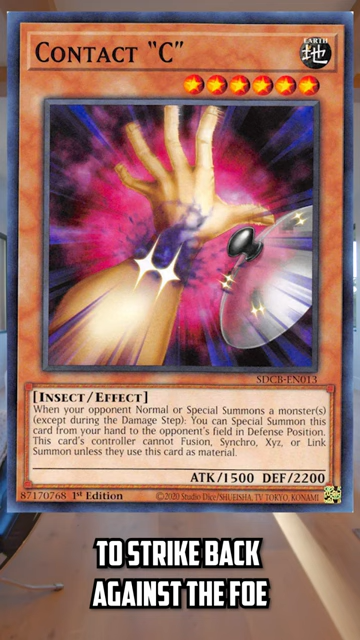 CONTACT "C"
EARTH
地
SDCB-EN013
[INSECT/EFFECT]
When your opponent Normal or Special Summons a monster(s)
(except during the Damage Step): You can Special Summon this
card from your hand to the opponent's field in Defense Position.
This card's controller cannot Fusion, Synchro, Xyz, or Link
Summon unless they use this card as material.
ATK/1500 DEF/2200
87170768 1st Edition ©2020 Studio Dice/SHUEISHA, TV TOKYO, KONAMI
TO STRIKE BACK
AGAINST THE FOE